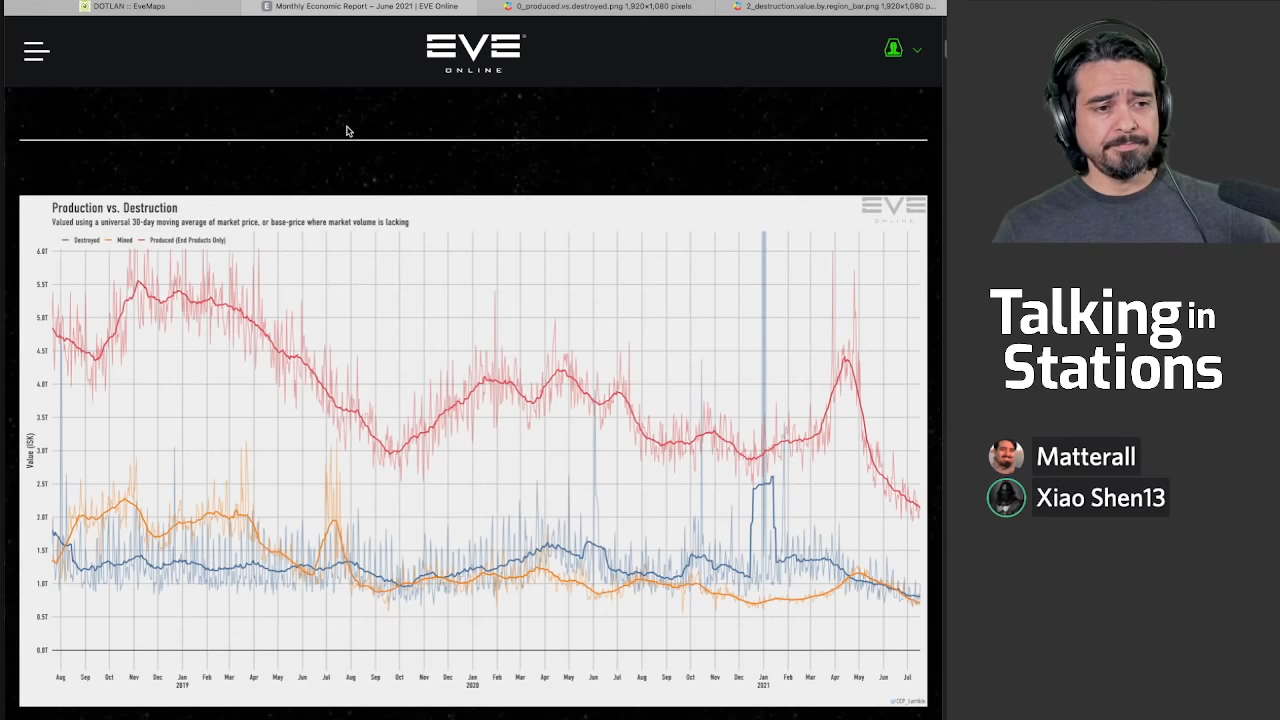 DOTLAN :: EveMaps
Monthly Economic Report – June 2021 | EVE Online
0_produced.vs.destroyed.png 1,920×1,080 pixels
2_destruction.value.by.region_bar.png 1,920×1,080 p...
EVE
ONLINE
Production vs. Destruction
Valued using a universal 30-day moving average of market price, or base-price where market volume is lacking
EVE
ONLINE
Destroyed Mined Produced (End Products Only)
6.0T
5.5T
5.0T
4.5T
4.0T
3.5T
3.0T
2.5T
2.0T
1.5T
1.0T
0.5T
0.0T
Value (ISK)
Aug Sep Oct Nov Dec Jan Feb Mar Apr May Jun Jul Aug Sep Oct Nov Dec Jan Feb Mar Apr May Jun Jul Aug Sep Oct Nov Dec Jan Feb Mar Apr May Jun Jul
2019 2020 2021
@CCP_Larrikin
Talking in
Stations
Matterall
Xiao Shen13